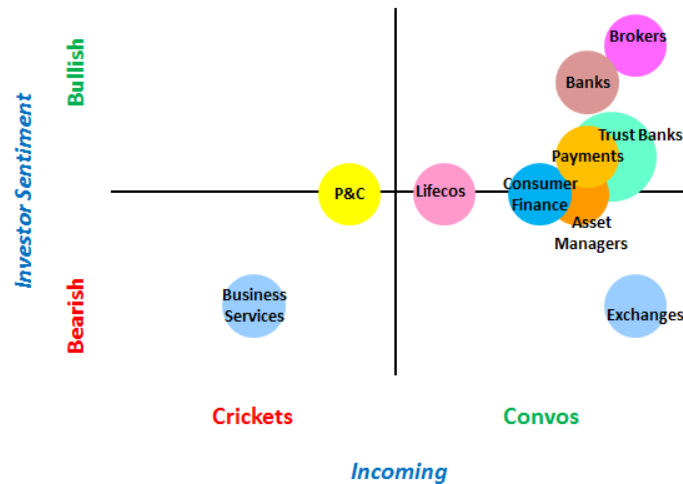 Investor Sentiment
Bullish
Bearish
Brokers
Banks
Trust Banks
Payments
P&C
Lifecos
Consumer
Finance
Asset
Managers
Business
Services
Exchanges
Crickets
Convos
Incoming